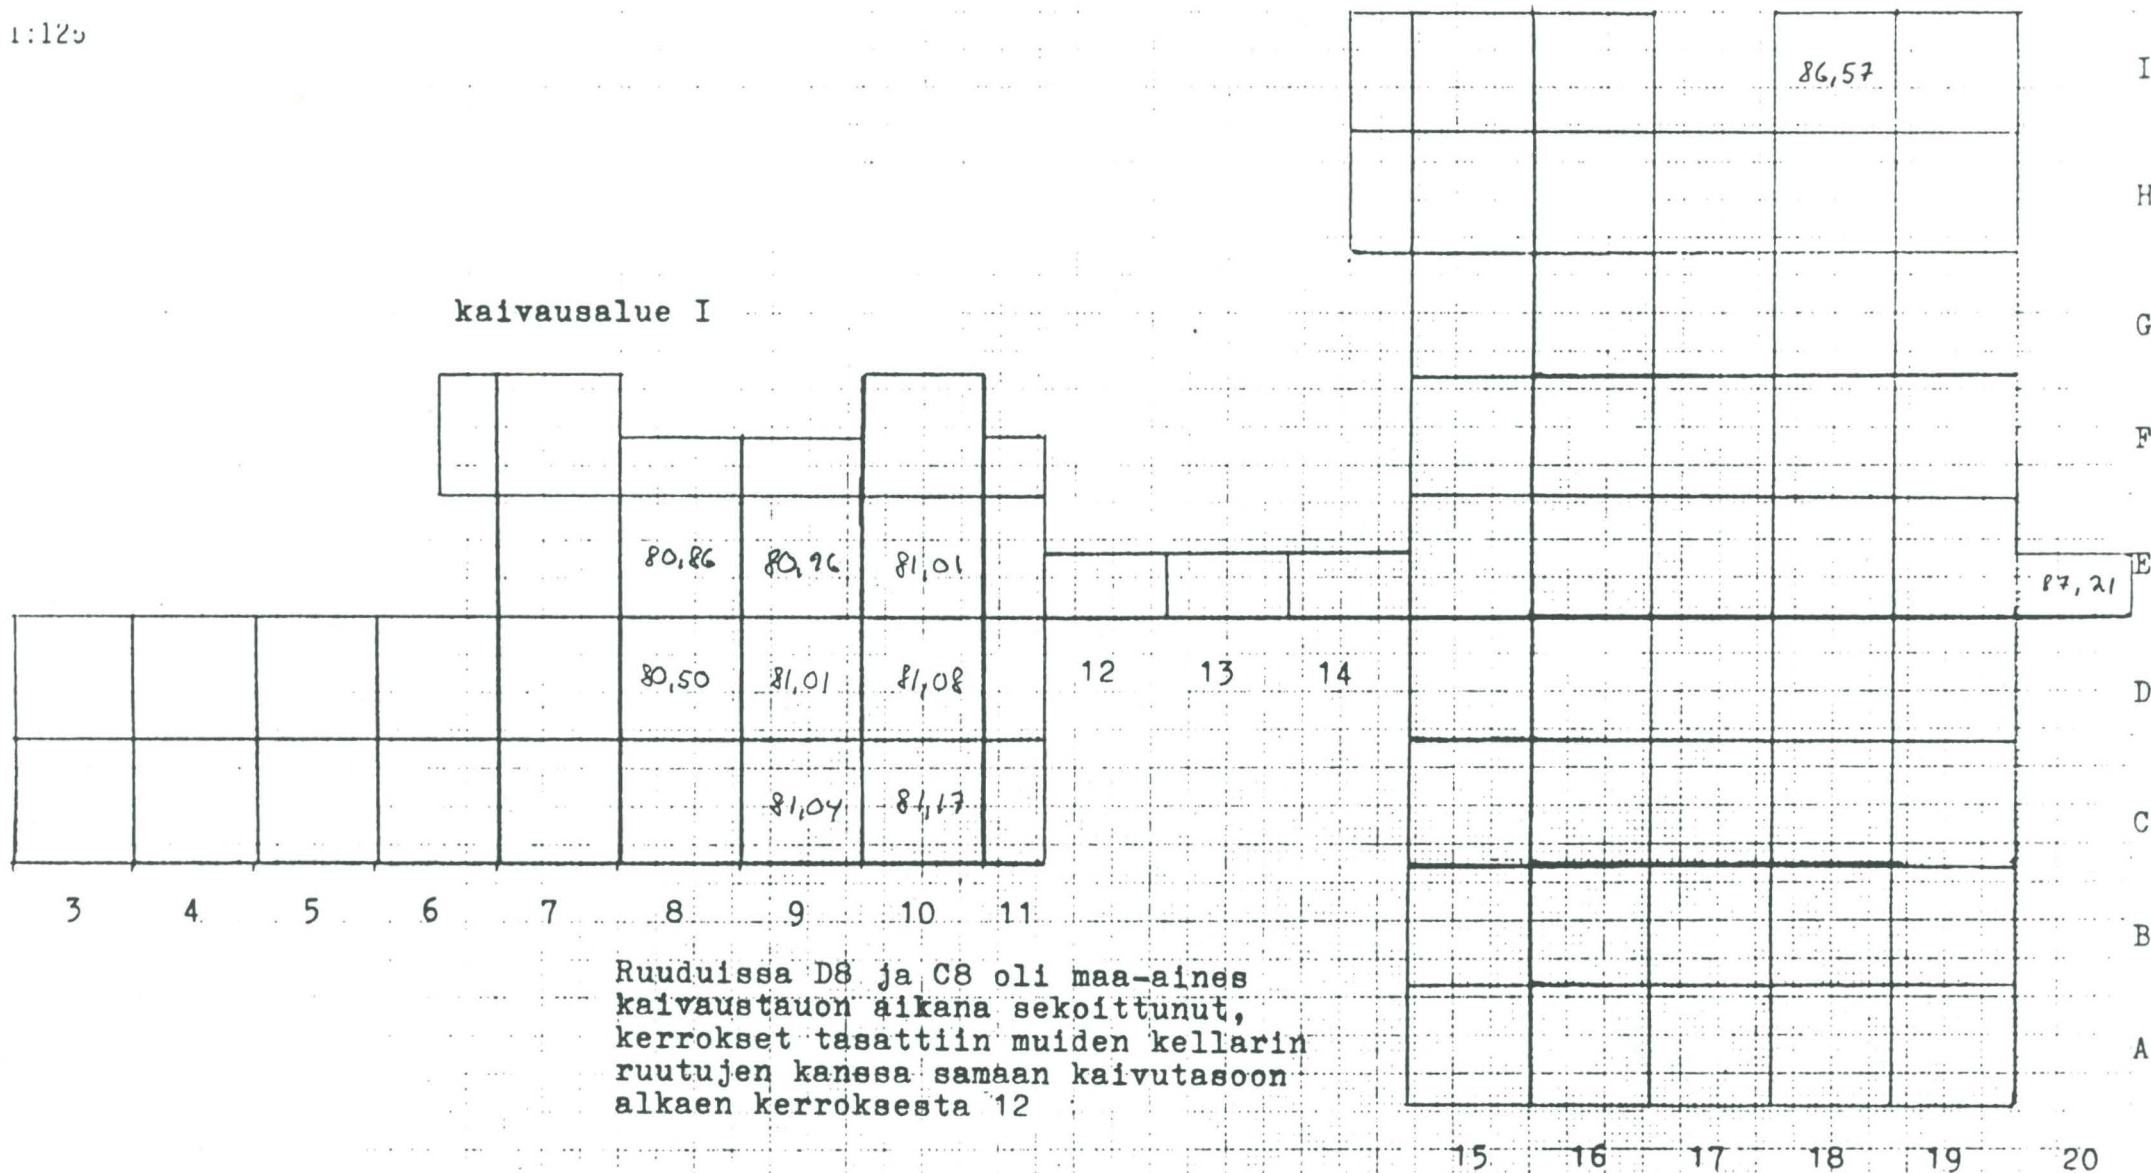 1:125
I
86,57
H
kaivausalue I
G
F
80,86 80,96 81,01
E
87,21
80,50 81,01 81,08
12 13 14
D
81,04 81,17
C
3 4 5 6 7 8 9 10 11
B
Ruuduissa D8 ja C8 oli maa-aines
kaivaustauon aikana sekoittunut,
kerrokset tasattiin muiden kellarin
ruutujen kanssa samaan kaivutasoon
alkaen kerroksesta 12
A
15 16 17 18 19 20